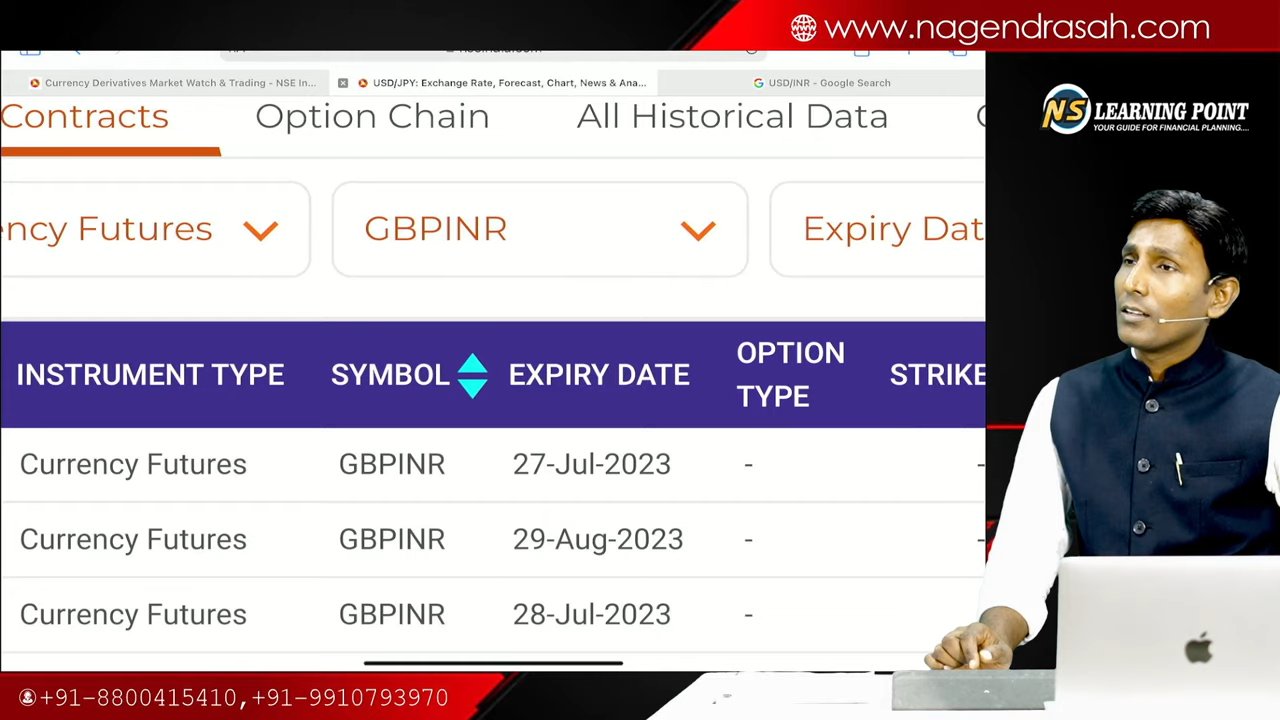 www.nagendrasah.com
Currency Derivatives Market Watch & Trading - NSE In...
USD/JPY: Exchange Rate, Forecast, Chart, News & Ana...
USD/INR - Google Search
NS LEARNING POINT
YOUR GUIDE FOR FINANCIAL PLANNING....
Contracts
Option Chain
All Historical Data
ncy Futures
GBPINR
Expiry Dat
INSTRUMENT TYPE
SYMBOL
EXPIRY DATE
OPTION
TYPE
STRIKE
Currency Futures GBPINR 27-Jul-2023 - -
Currency Futures GBPINR 29-Aug-2023 - -
Currency Futures GBPINR 28-Jul-2023 - -
+91-8800415410,+91-9910793970